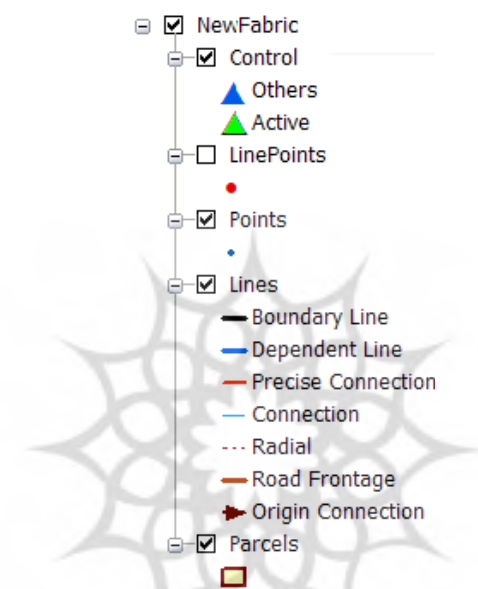 NewFabric
Control
Others
Active
LinePoints
Points
Lines
Boundary Line
Dependent Line
Precise Connection
Connection
Radial
Road Frontage
Origin Connection
Parcels